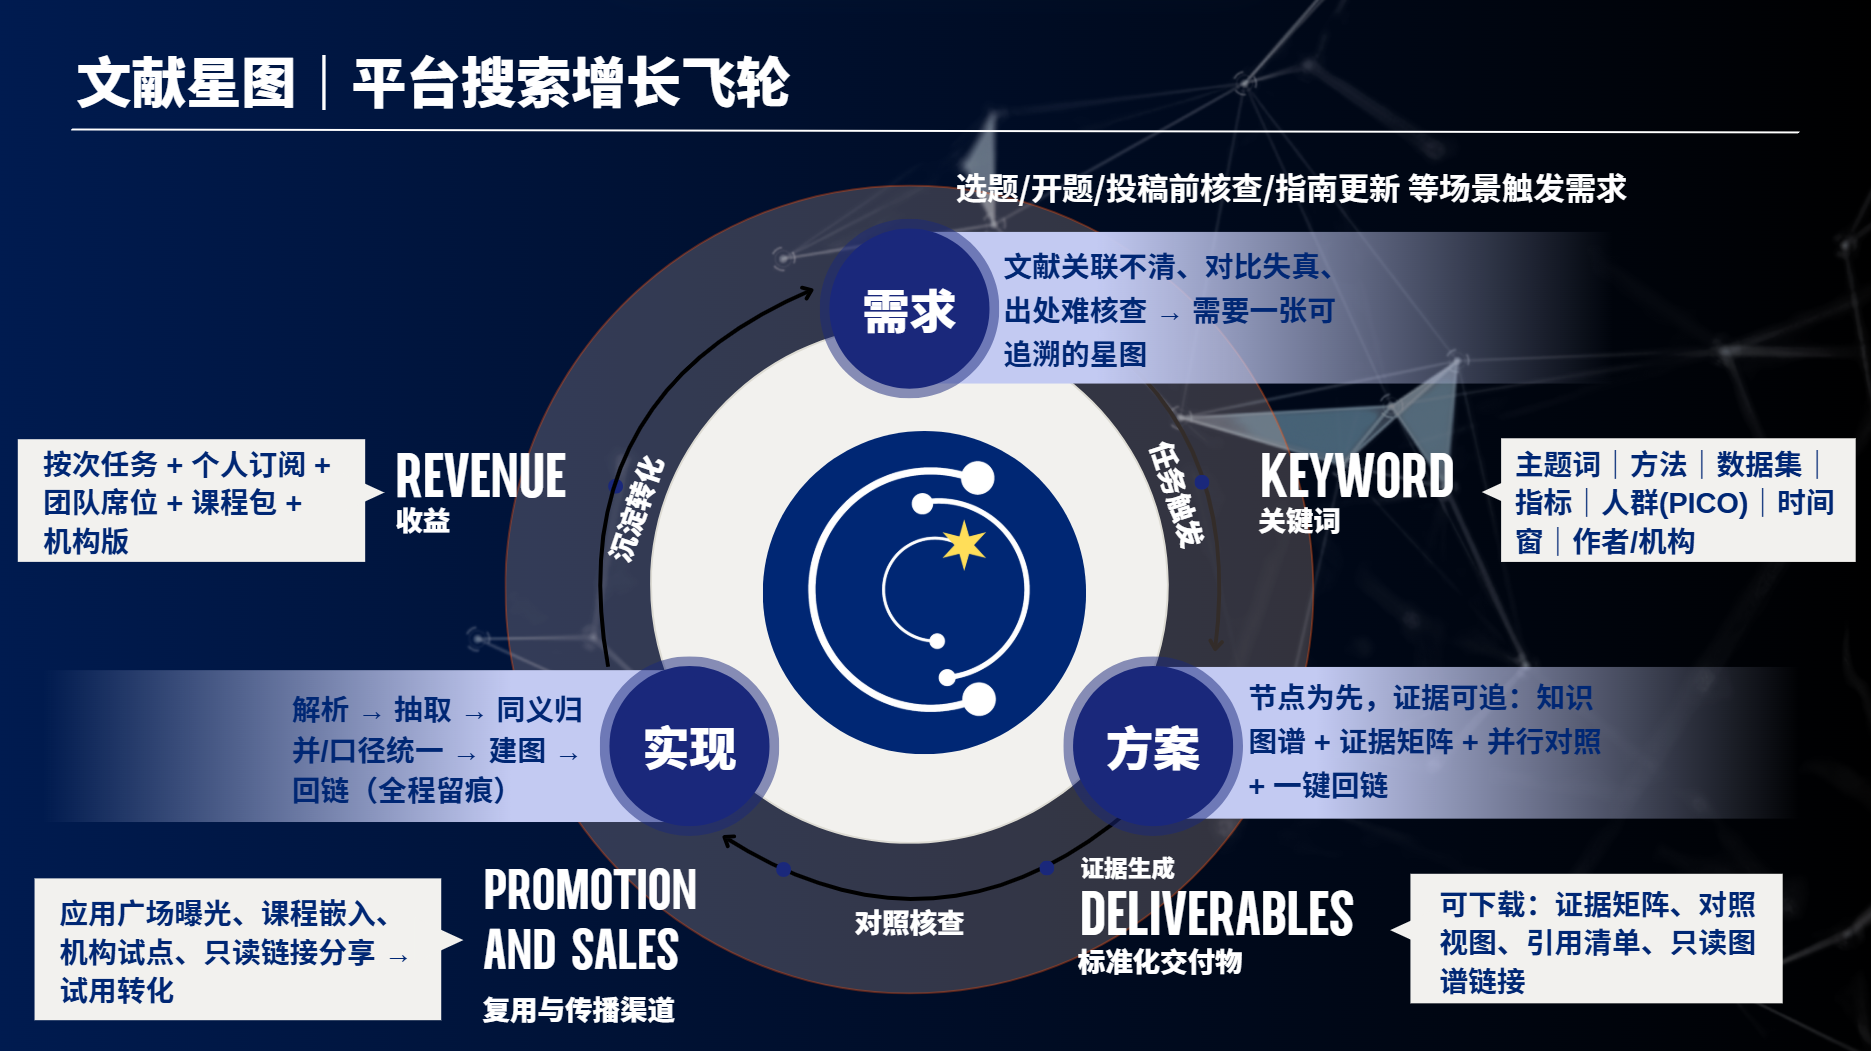 文献星图｜平台搜索增长飞轮
选题/开题/投稿前核查/指南更新 等场景触发需求
需求
文献关联不清、对比失真、
出处难核查 → 需要一张可
追溯的星图
按次任务 + 个人订阅 +
团队席位 + 课程包 +
机构版
REVENUE
收益
沉淀转化
任务触发
KEYWORD
关键词
主题词｜方法｜数据集｜
指标｜人群(PICO)｜时间
窗｜作者/机构
解析 → 抽取 → 同义归
并/口径统一 → 建图 →
回链（全程留痕）
实现
方案
节点为先，证据可追：知识
图谱 + 证据矩阵 + 并行对照
+ 一键回链
应用广场曝光、课程嵌入、
机构试点、只读链接分享 →
试用转化
PROMOTION
AND SALES
复用与传播渠道
对照核查
证据生成
DELIVERABLES
标准化交付物
可下载：证据矩阵、对照
视图、引用清单、只读图
谱链接